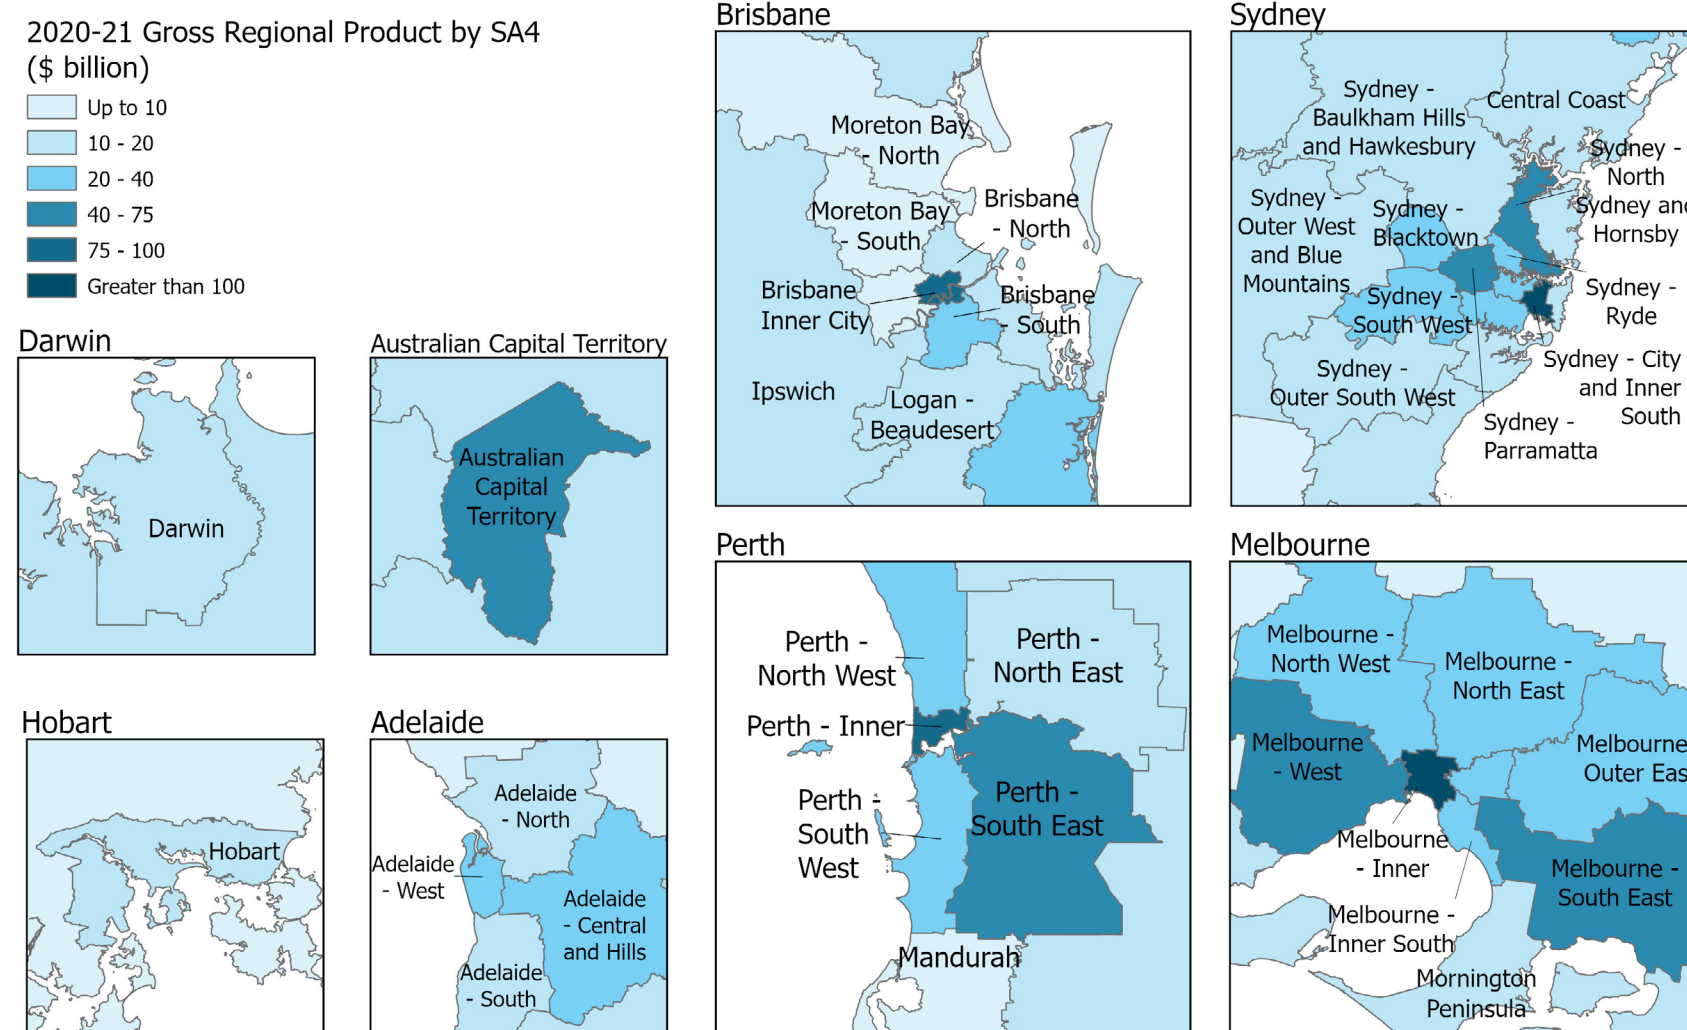 2020-21 Gross Regional Product by SA4
($ billion)
Up to 10
10 - 20
20 - 40
40 - 75
75 - 100
Greater than 100
Darwin
Darwin
Australian Capital Territory
Australian
Capital
Territory
Hobart
Hobart
Adelaide
Adelaide
- North
Adelaide
- West
Adelaide
- Central
and Hills
Adelaide
- South
Brisbane
Moreton Bay
- North
Moreton Bay
- South
Brisbane
- North
Brisbane
Inner City
Brisbane
- South
Ipswich
Logan -
Beaudesert
Sydney
Sydney -
Baulkham Hills
and Hawkesbury
Central Coast
Sydney -
North
Sydney and
Hornsby
Sydney -
Outer West
and Blue
Mountains
Sydney -
Blacktown
Sydney -
South West
Sydney -
Ryde
Sydney -
Outer South West
Sydney - City
and Inner
South
Sydney -
Parramatta
Perth
Perth -
North West
Perth -
North East
Perth - Inner
Perth -
South
West
Perth -
South East
Mandurah
Melbourne
Melbourne -
North West
Melbourne -
North East
Melbourne
- West
Melbourne
Outer Eas
Melbourne
- Inner
Melbourne -
South East
Melbourne -
Inner South
Mornington
Peninsula